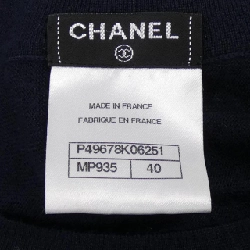 CHANEL
MADE IN FRANCE
FABRIQUE EN FRANCE
P49678K06251
MP935 40